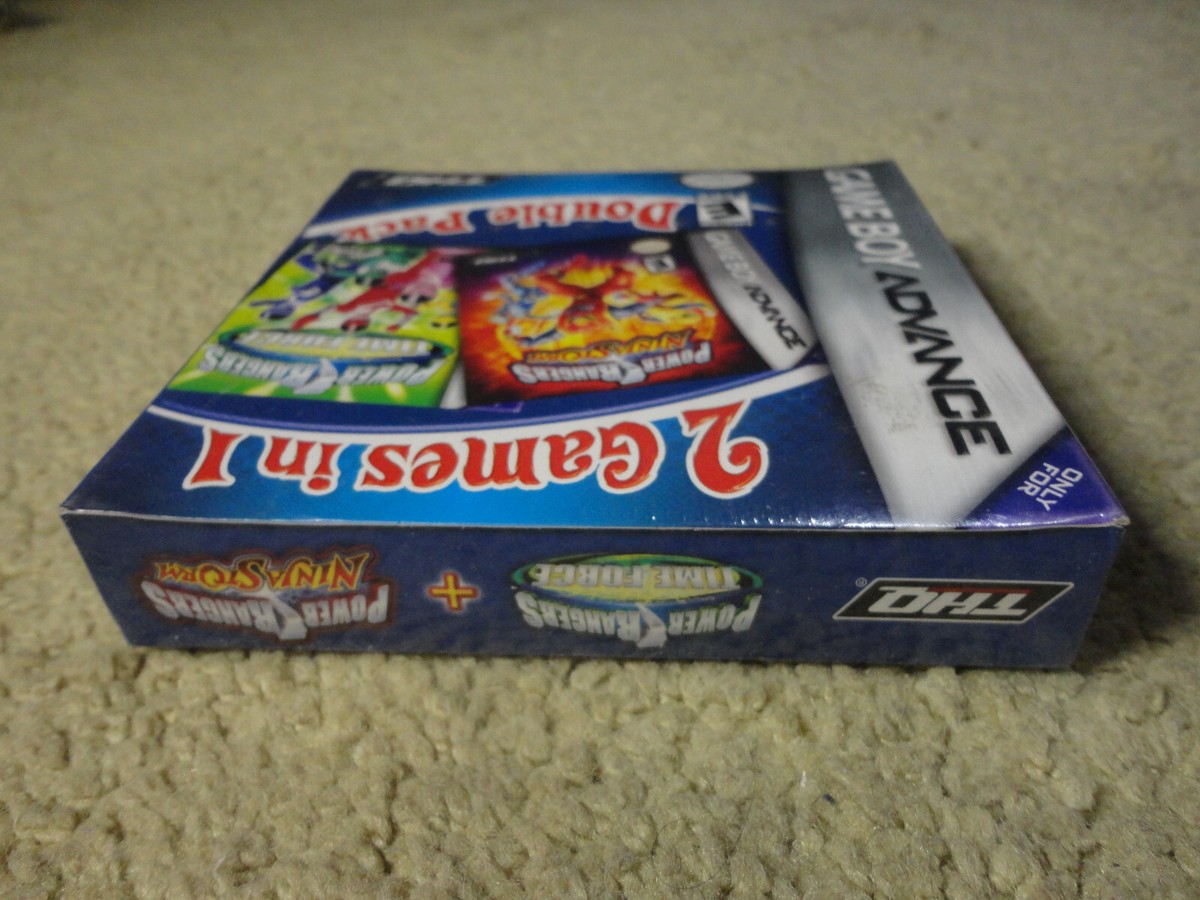 GAME BOY ADVANCE
ONLY
FOR
2 Games in 1
POWER RANGERS
NINJA STORM
GAME BOY ADVANCE
POWER RANGERS
TIME FORCE
Double Pack
THQ
THQ®
POWER RANGERS
TIME FORCE
+
POWER RANGERS
NINJA STORM